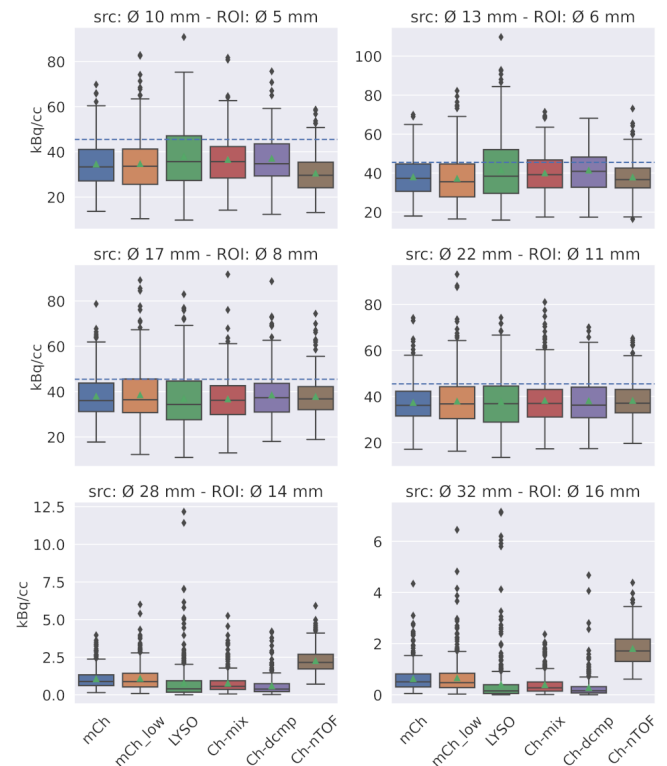 src: Ø 10 mm - ROI: Ø 5 mm
src: Ø 13 mm - ROI: Ø 6 mm
80
60
40
20
kBq/cc
100
80
60
40
20
src: Ø 17 mm - ROI: Ø 8 mm
src: Ø 22 mm - ROI: Ø 11 mm
80
60
40
20
kBq/cc
80
60
40
20
src: Ø 28 mm - ROI: Ø 14 mm
src: Ø 32 mm - ROI: Ø 16 mm
12.5
10.0
7.5
5.0
2.5
0.0
kBq/cc
6
4
2
0
mCh
mCh_low
LYSO
Ch-mix
Ch-dcmp
Ch-nTOF
mCh
mCh_low
LYSO
Ch-mix
Ch-dcmp
Ch-nTOF